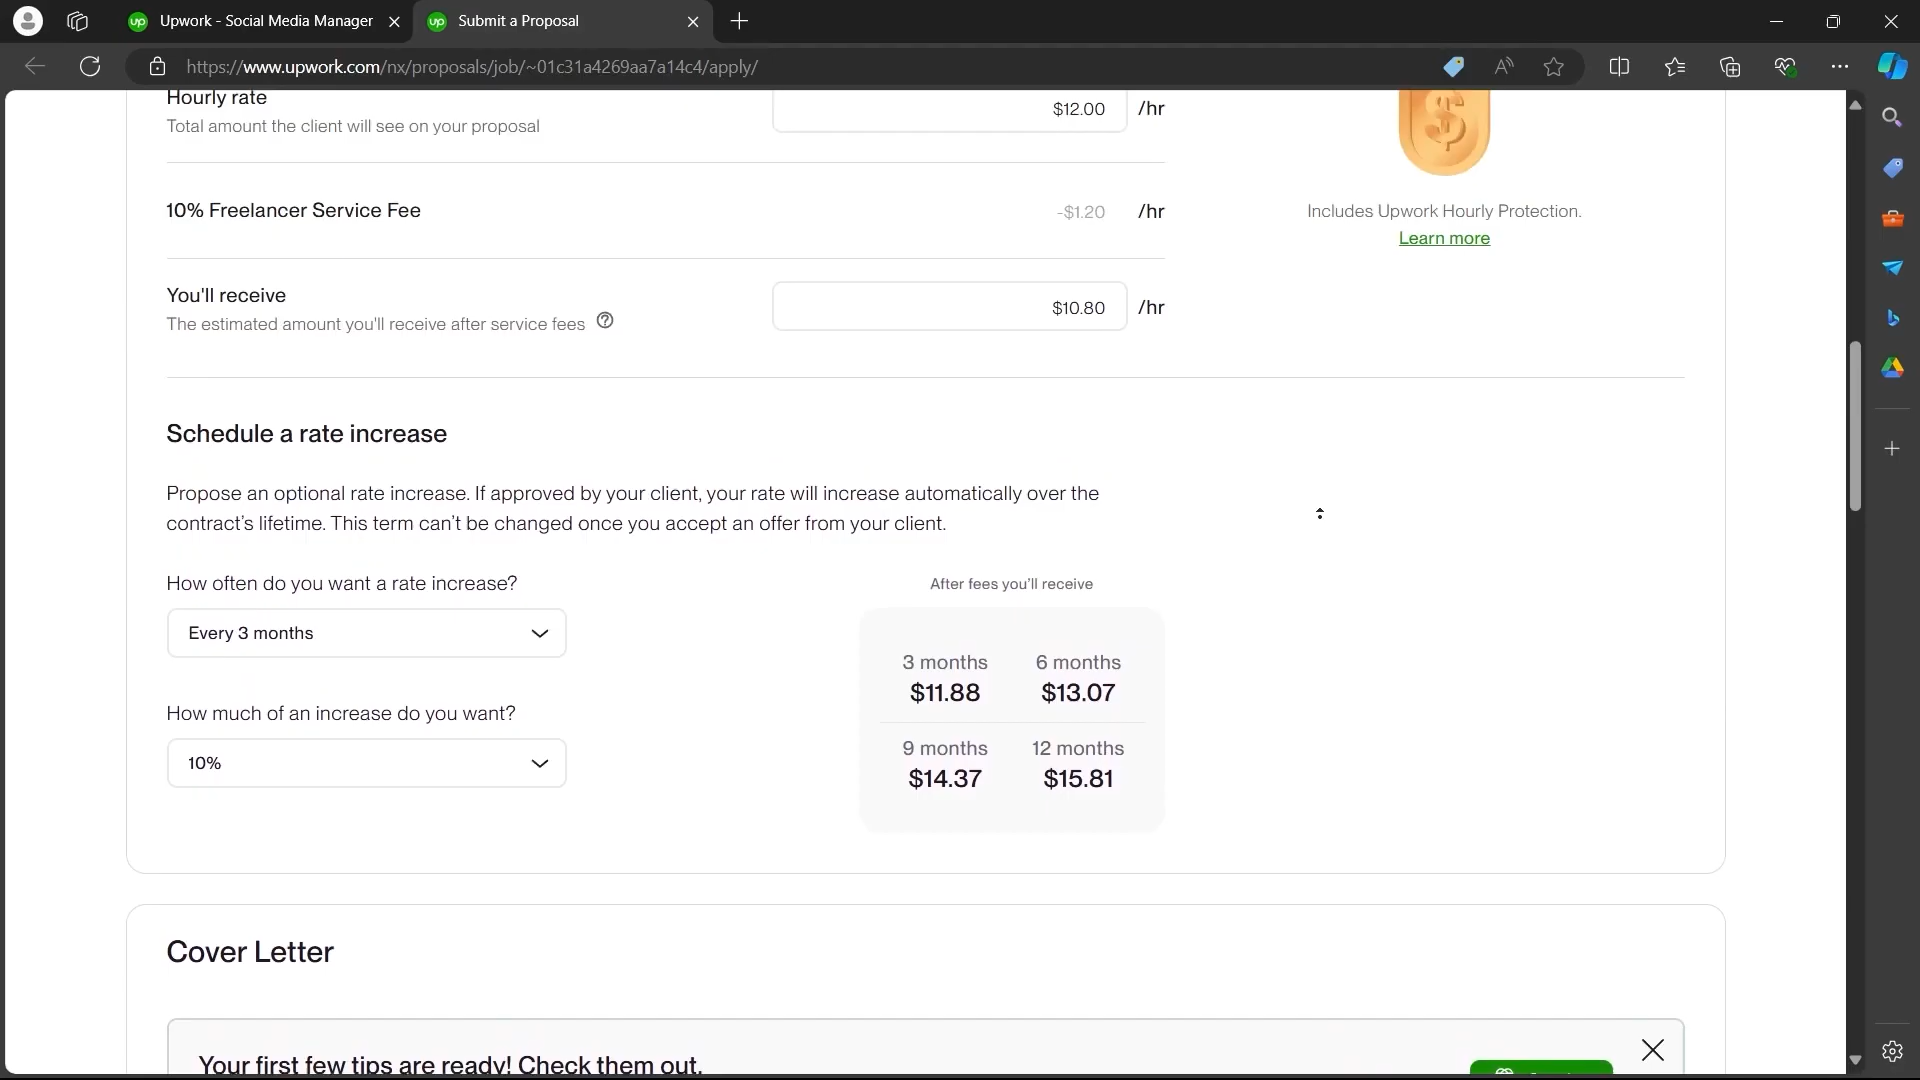 Upwork - Social Media Manager
Submit a Proposal
https://www.upwork.com/nx/proposals/job/~01c31a4269aa7a14c4/apply/
Hourly rate
$12.00 /hr
Total amount the client will see on your proposal
10% Freelancer Service Fee
-$1.20 /hr
Includes Upwork Hourly Protection.
Learn more
You'll receive
The estimated amount you'll receive after service fees
$10.80 /hr
Schedule a rate increase
Propose an optional rate increase. If approved by your client, your rate will increase automatically over the
contract's lifetime. This term can't be changed once you accept an offer from your client.
How often do you want a rate increase?
Every 3 months
How much of an increase do you want?
10%
After fees you'll receive
3 months 6 months
$11.88 $13.07
9 months 12 months
$14.37 $15.81
Cover Letter
Your first few tips are ready! Check them out.